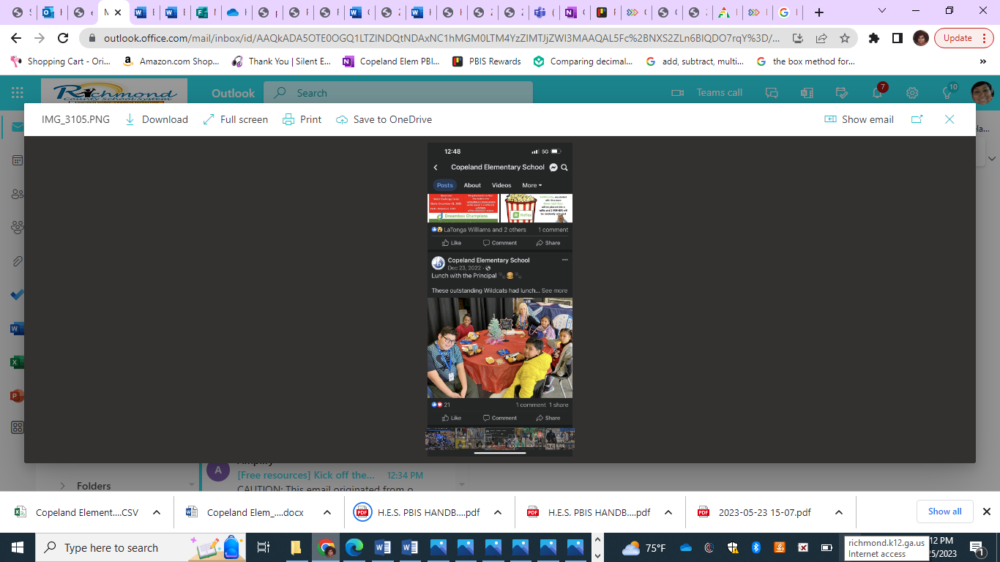 outlook.office.com/mail/inbox/id/AAQkADA5OTE0OGQ1LTZlNDQtNDAxNC1hMGM0LTM4YzZlMTJjZWI3MAAQAL5Fc%2BNXS2ZLn6BIQDO7rqY%3D/...
Update
Shopping Cart - Ori...
Amazon.com Shop...
Thank You | Silent E...
Copeland Elem PBI...
PBIS Rewards
Comparing decimal...
add, subtract, multi...
the box method for...
Richmond
County School System
Outlook
Search
Teams call
7
10
IMG_3105.PNG
Download
Full screen
Print
Save to OneDrive
Show email
12:48
5G
Copeland Elementary School
Posts
About
Videos
More
Dreambox Champions
Reflex
LaTonga Williams and 2 others
1 comment
Like
Comment
Share
Copeland Elementary School
Dec 23, 2022
Lunch with the Principal
These outstanding Wildcats had lunch... See more
21
1 comment 1 share
Like
Comment
Share
A
Amplify
[Free resources] Kick off the...
12:34 PM
Folders
CAUTION: This email originated from o
Copeland Element....CSV
Copeland Elem_....docx
H.E.S. PBIS HANDB....pdf
H.E.S. PBIS HANDB....pdf
2023-05-23 15-07.pdf
Show all
Type here to search
75°F
richmond.k12.ga.us
Internet access
12 PM
25/2023
1